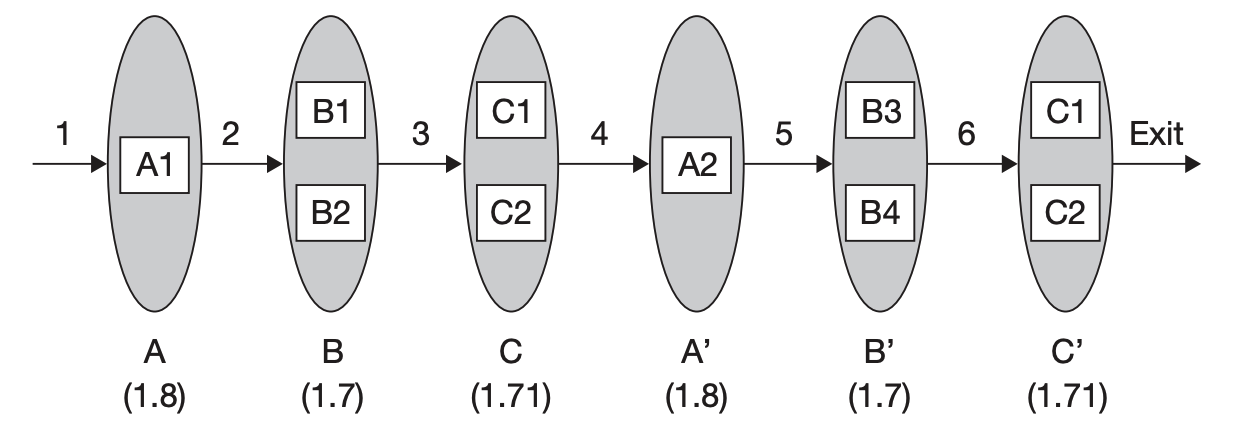 1 2 3 4 5 6 Exit
B1 C1 B3 C1
A1 A2
B2 C2 B4 C2
A B C A’ B’ C’
(1.8) (1.7) (1.71) (1.8) (1.7) (1.71)